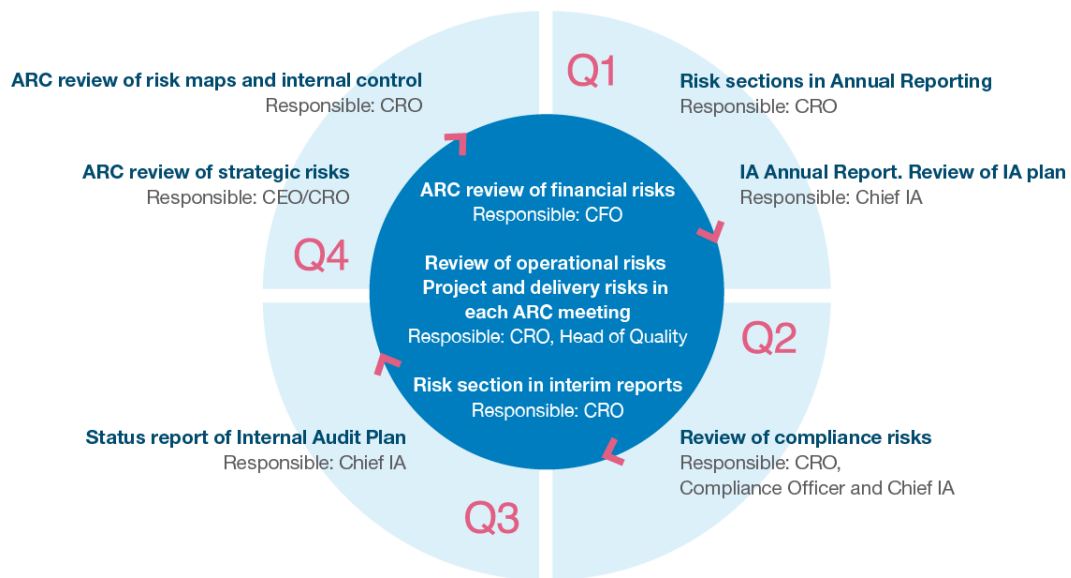 Q1
Risk sections in Annual Reporting
Responsible: CRO
IA Annual Report. Review of IA plan
Responsible: Chief IA
Q2
Review of compliance risks
Responsible: CRO,
Compliance Officer and Chief IA
Q3
Status report of Internal Audit Plan
Responsible: Chief IA
Q4
ARC review of risk maps and internal control
Responsible: CRO
ARC review of strategic risks
Responsible: CEO/CRO
ARC review of financial risks
Responsible: CFO
Review of operational risks
Project and delivery risks in
each ARC meeting
Resposible: CRO, Head of Quality
Risk section in interim reports
Responsible: CRO